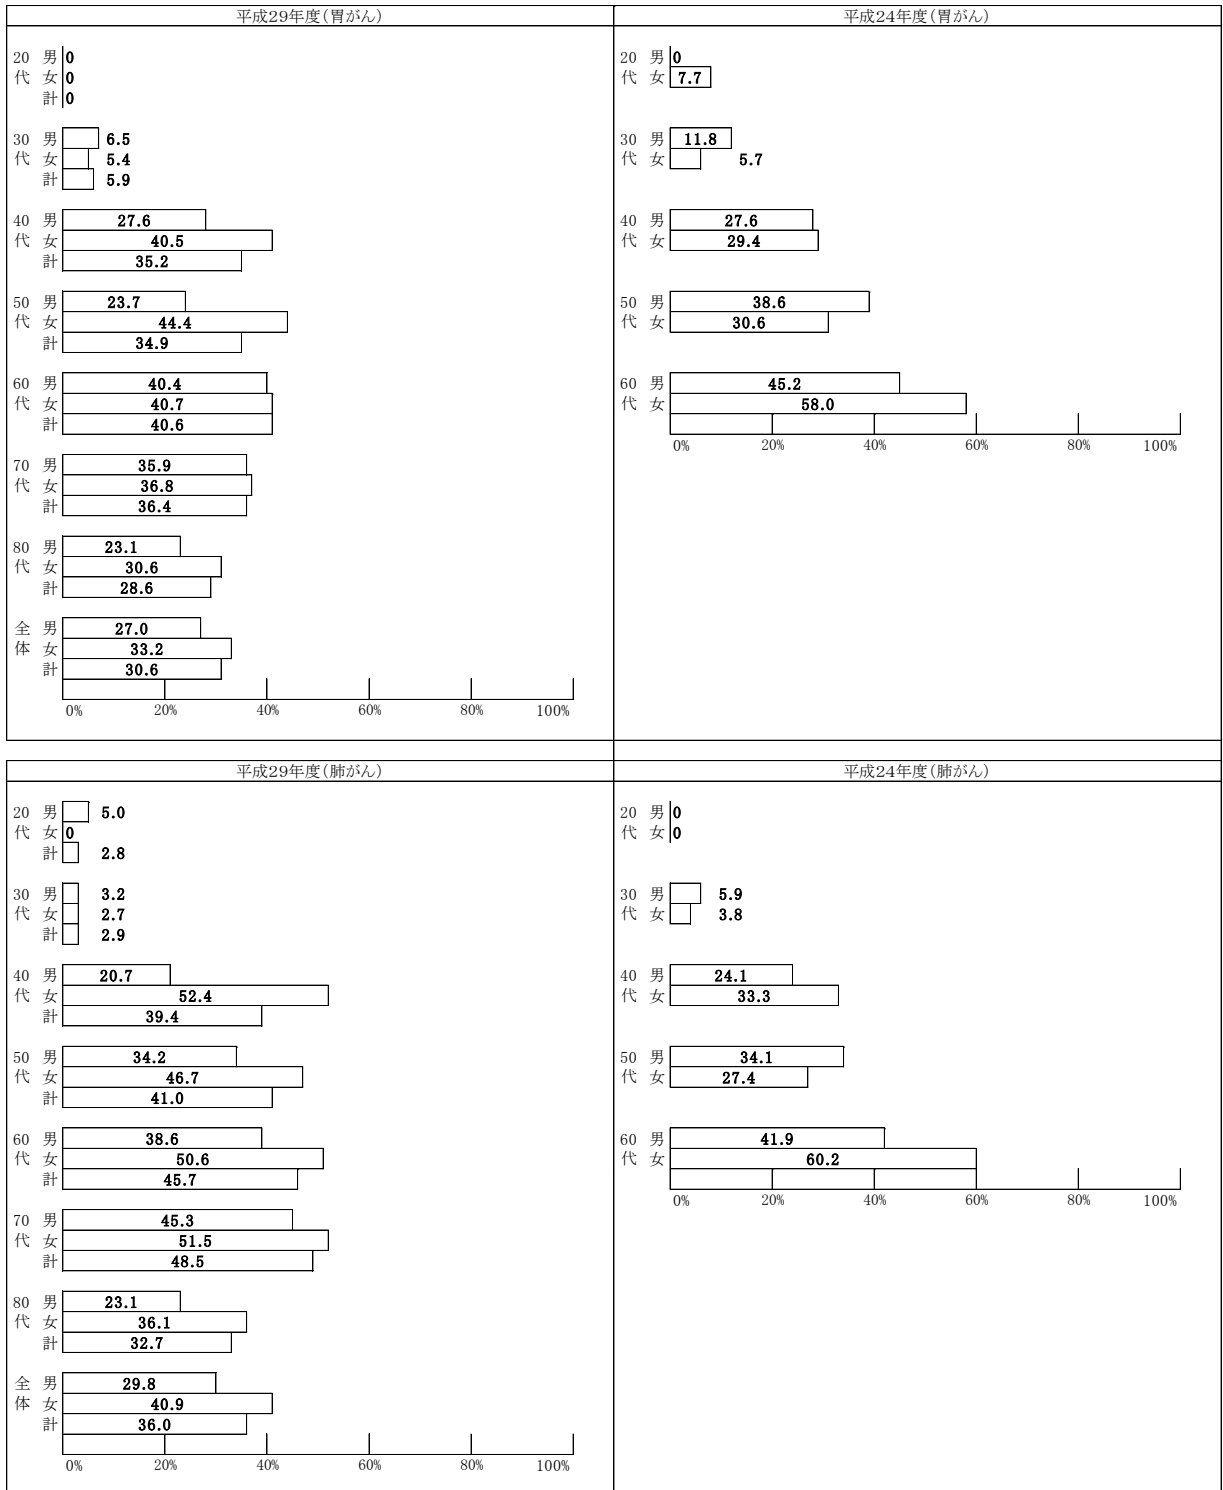 平成29年度(胃がん)
20 男 0
代 女 0
計 0
30 男 6.5
代 女 5.4
計 5.9
40 男 27.6
代 女 40.5
計 35.2
50 男 23.7
代 女 44.4
計 34.9
60 男 40.4
代 女 40.7
計 40.6
70 男 35.9
代 女 36.8
計 36.4
80 男 23.1
代 女 30.6
計 28.6
全 男 27.0
体 女 33.2
計 30.6
0% 20% 40% 60% 80% 100%
平成24年度(胃がん)
20 男 0
代 女 7.7
30 男 11.8
代 女 5.7
40 男 27.6
代 女 29.4
50 男 38.6
代 女 30.6
60 男 45.2
代 女 58.0
0% 20% 40% 60% 80% 100%
平成29年度(肺がん)
20 男 5.0
代 女 0
計 2.8
30 男 3.2
代 女 2.7
計 2.9
40 男 20.7
代 女 52.4
計 39.4
50 男 34.2
代 女 46.7
計 41.0
60 男 38.6
代 女 50.6
計 45.7
70 男 45.3
代 女 51.5
計 48.5
80 男 23.1
代 女 36.1
計 32.7
全 男 29.8
体 女 40.9
計 36.0
0% 20% 40% 60% 80% 100%
平成24年度(肺がん)
20 男 0
代 女 0
30 男 5.9
代 女 3.8
40 男 24.1
代 女 33.3
50 男 34.1
代 女 27.4
60 男 41.9
代 女 60.2
0% 20% 40% 60% 80% 100%